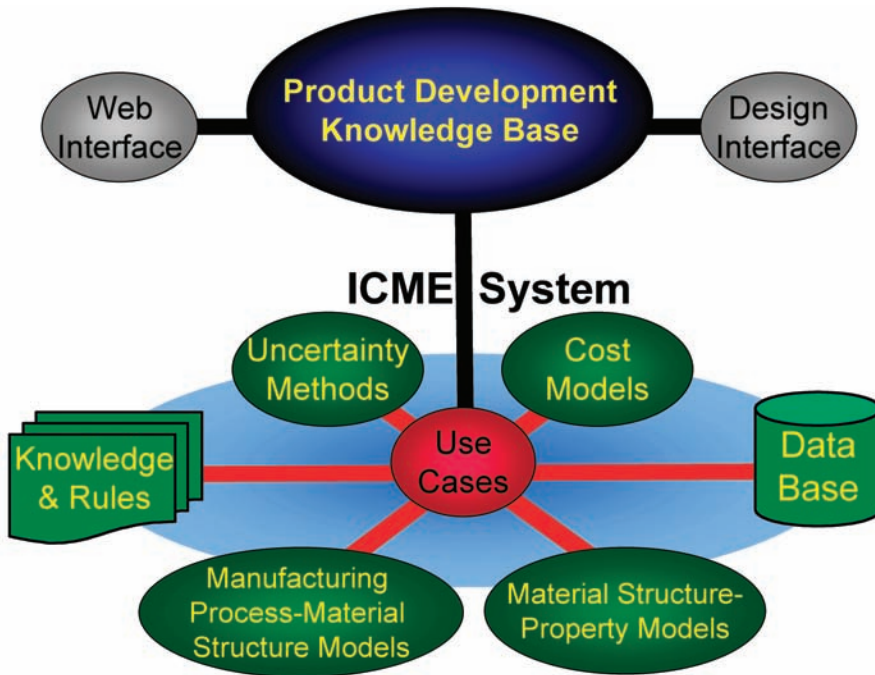 Product Development
Knowledge Base
Web
Interface
Design
Interface
ICME System
Uncertainty
Methods
Cost
Models
Knowledge
& Rules
Use
Cases
Data
Base
Manufacturing
Process-Material
Structure Models
Material Structure-
Property Models